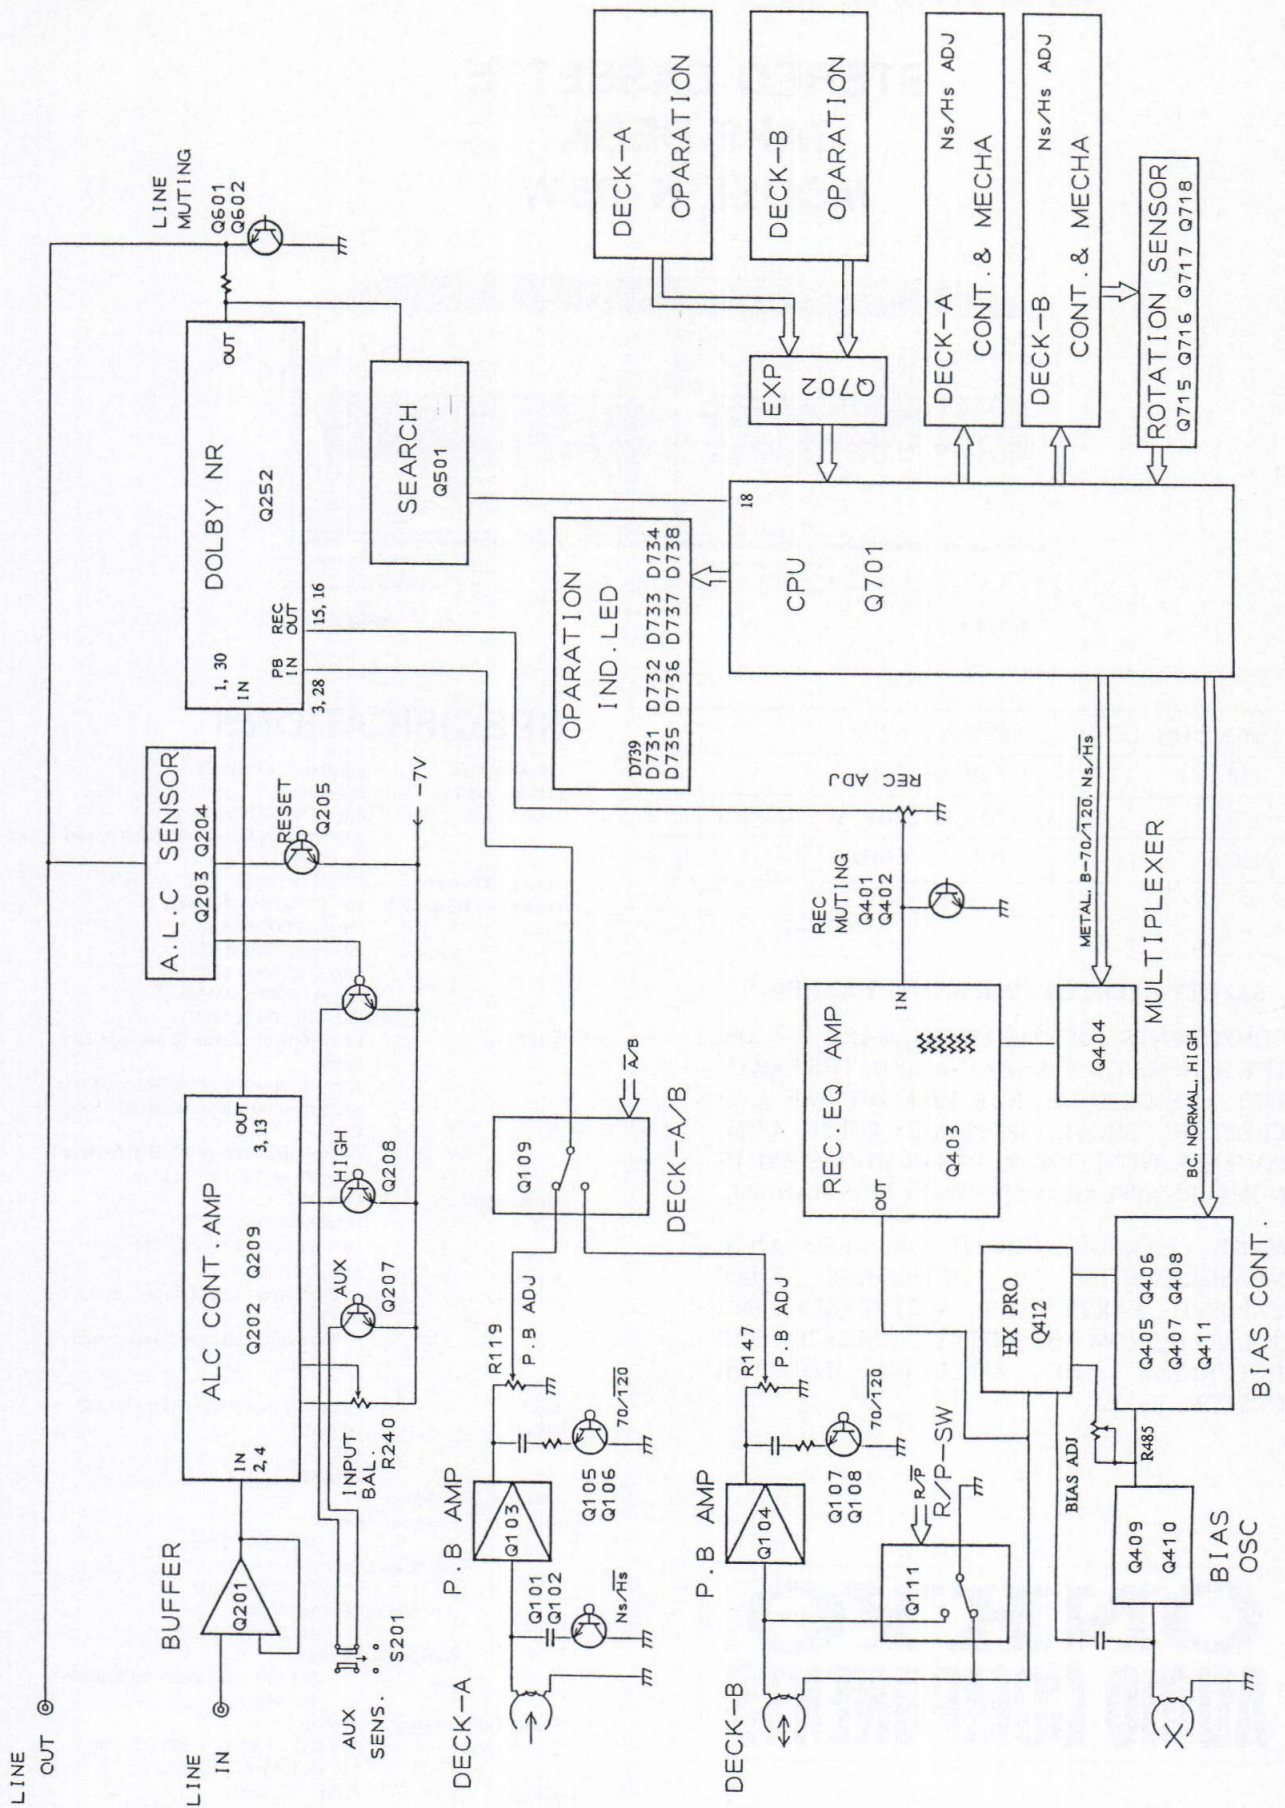 LINE
OUT
LINE
IN
BUFFER
Q201
AUX
SENS.
S201
ALC CONT. AMP
Q202 Q209
IN
2, 4
OUT
3, 13
INPUT
BAL.
R240
AUX
Q207
HIGH
Q208
A.L.C SENSOR
Q203 Q204
RESET
Q205
-7V
DOLBY NR
Q252
1, 30
IN
PB
IN
3, 28
REC
OUT
15, 16
OUT
LINE
MUTING
Q601
Q602
SEARCH
Q501
DECK-A
P.B AMP
Q103
Q101
Q102
Ns/Hs
Q105
Q106
70/120
R119
P.B ADJ
Q109
A/B
DECK-A/B
DECK-B
P.B AMP
Q104
Q107
Q108
70/120
R147
P.B ADJ
Q111
R/P
R/P-SW
OPARATION
IND.LED
D739
D731 D732 D733 D734
D735 D736 D737 D738
REC. EQ AMP
Q403
OUT
IN
REC
MUTING
Q401
Q402
REC ADJ
Q404
MULTIPLEXER
METAL, B-70/120, Ns/Hs
BC, NORMAL, HIGH
HX PRO
Q412
BIAS ADJ
R485
Q409
Q410
BIAS
OSC
Q405 Q406
Q407 Q408
Q411
BIAS CONT.
CPU
Q701
18
EXP
Q702
DECK-A
OPARATION
DECK-B
OPARATION
DECK-A Ns/Hs ADJ
CONT. & MECHA
DECK-B Ns/Hs ADJ
CONT. & MECHA
ROTATION SENSOR
Q715 Q716 Q717 Q718